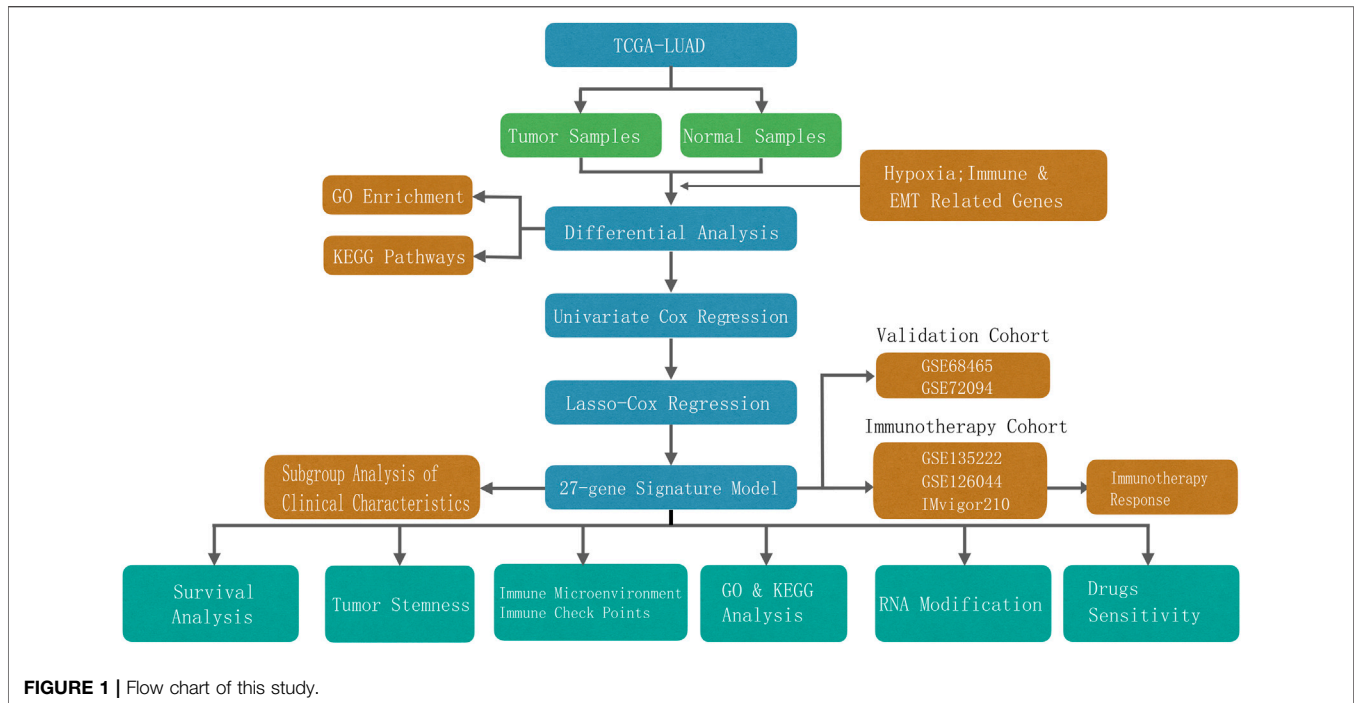 TCGA-LUAD
Tumor Samples
Normal Samples
Hypoxia;Immune &
EMT Related Genes
GO Enrichment
KEGG Pathways
Differential Analysis
Univariate Cox Regression
Validation Cohort
GSE68465
GSE72094
Lasso-Cox Regression
Immunotherapy Cohort
GSE135222
GSE126044
IMvigor210
Immunotherapy
Response
Subgroup Analysis of
Clinical Characteristics
27-gene Signature Model
Survival
Analysis
Tumor Stemness
Immune Microenvironment
Immune Check Points
GO & KEGG
Analysis
RNA Modification
Drugs
Sensitivity
FIGURE 1 | Flow chart of this study.